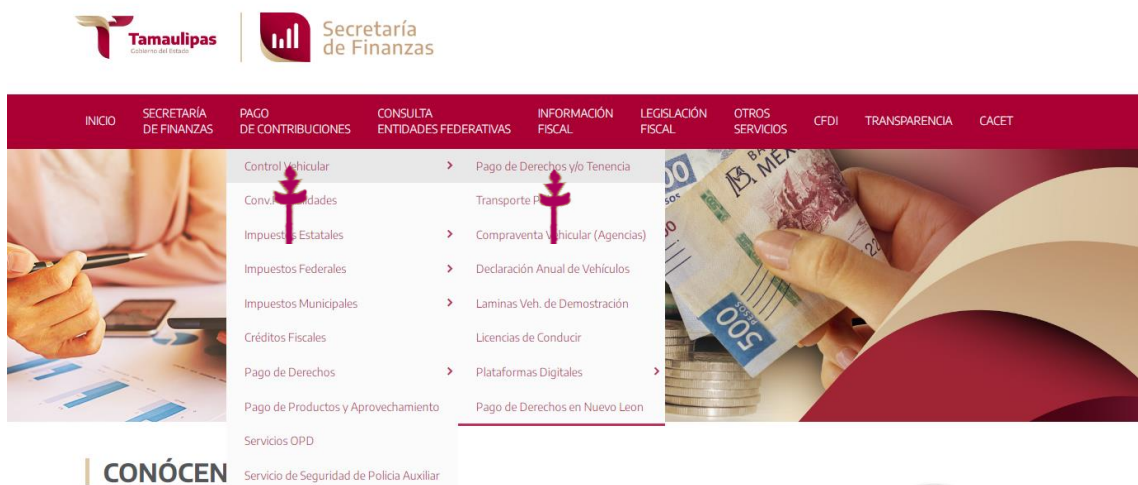 Tamaulipas
Gobierno del Estado
Secretaría
de Finanzas
INICIO
SECRETARÍA
DE FINANZAS
PAGO
DE CONTRIBUCIONES
CONSULTA
ENTIDADES FEDERATIVAS
INFORMACIÓN
FISCAL
LEGISLACIÓN
FISCAL
OTROS
SERVICIOS
CFDI
TRANSPARENCIA
CACET
Control Vehicular
Impuestos Estatales
Impuestos Federales
Impuestos Municipales
Créditos Fiscales
Pago de Derechos
Pago de Productos y Aprovechamiento
Servicios OPD
Servicio de Seguridad de Policia Auxiliar
Pago de Derechos y/o Tenencia
Transporte
Compraventa Vehicular (Agencias)
Declaración Anual de Vehículos
Laminas Veh. de Demostración
Licencias de Conducir
Plataformas Digitales
Pago de Derechos en Nuevo Leon
500
PESOS
CONÓCEN